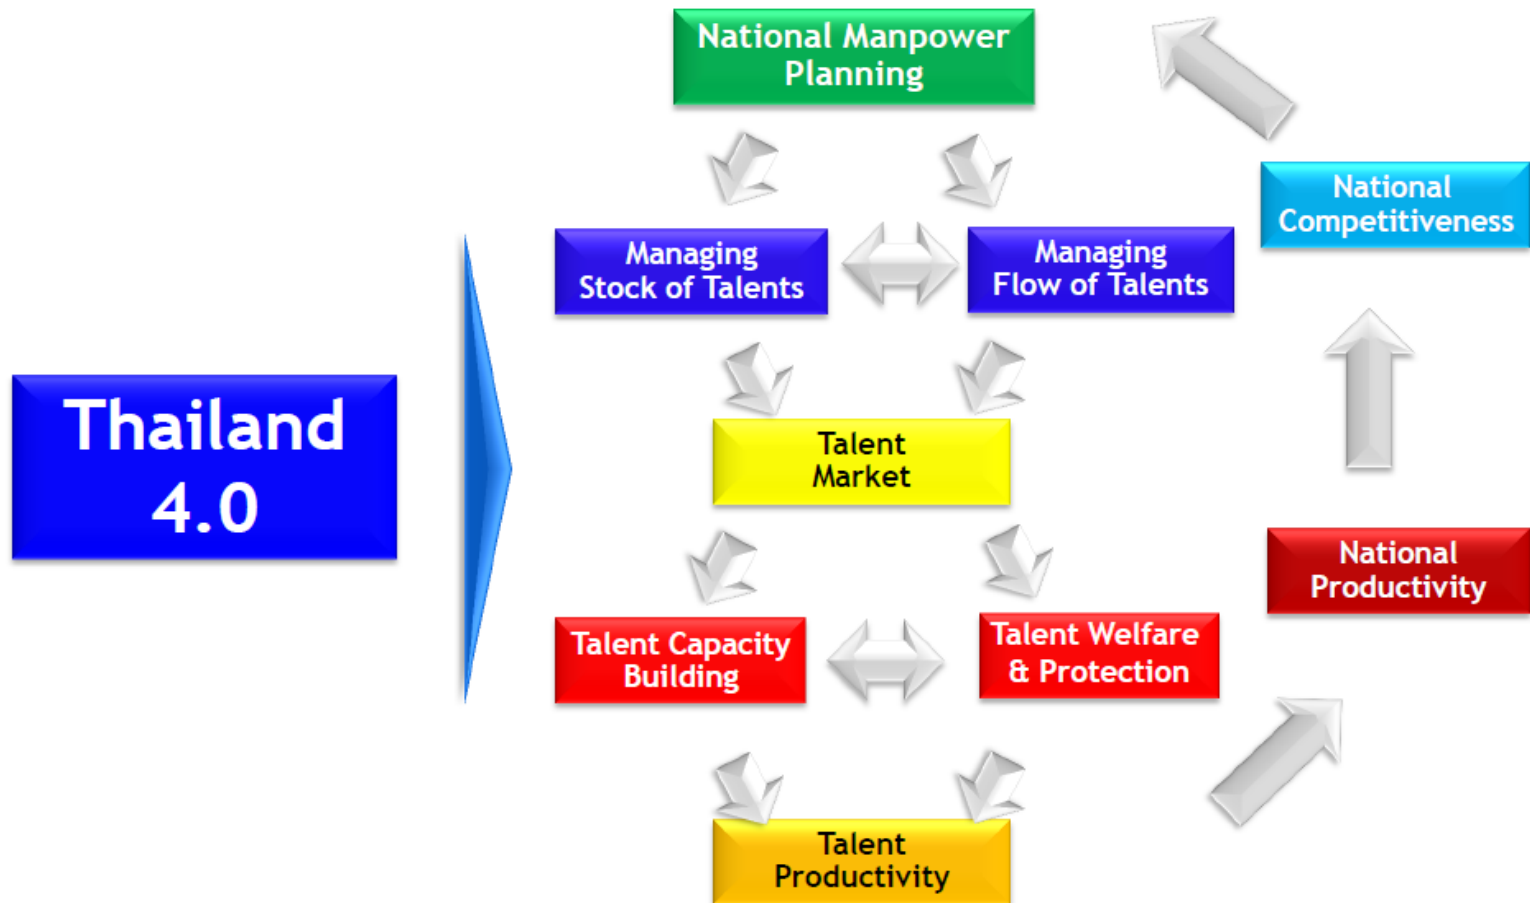 National Manpower
Planning
National
Competitiveness
Managing
Stock of Talents
Managing
Flow of Talents
Thailand
4.0
Talent
Market
National
Productivity
Talent Capacity
Building
Talent Welfare
& Protection
Talent
Productivity